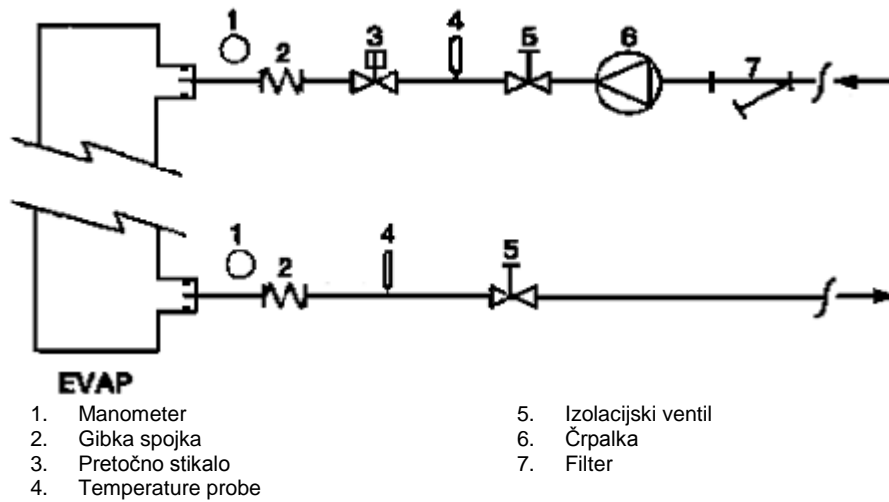 1 2 3 4 5 6 7
1 2 4 5
EVAP
1. Manometer
2. Gibka spojka
3. Pretočno stikalo
4. Temperature probe
5. Izolacijski ventil
6. Črpalka
7. Filter